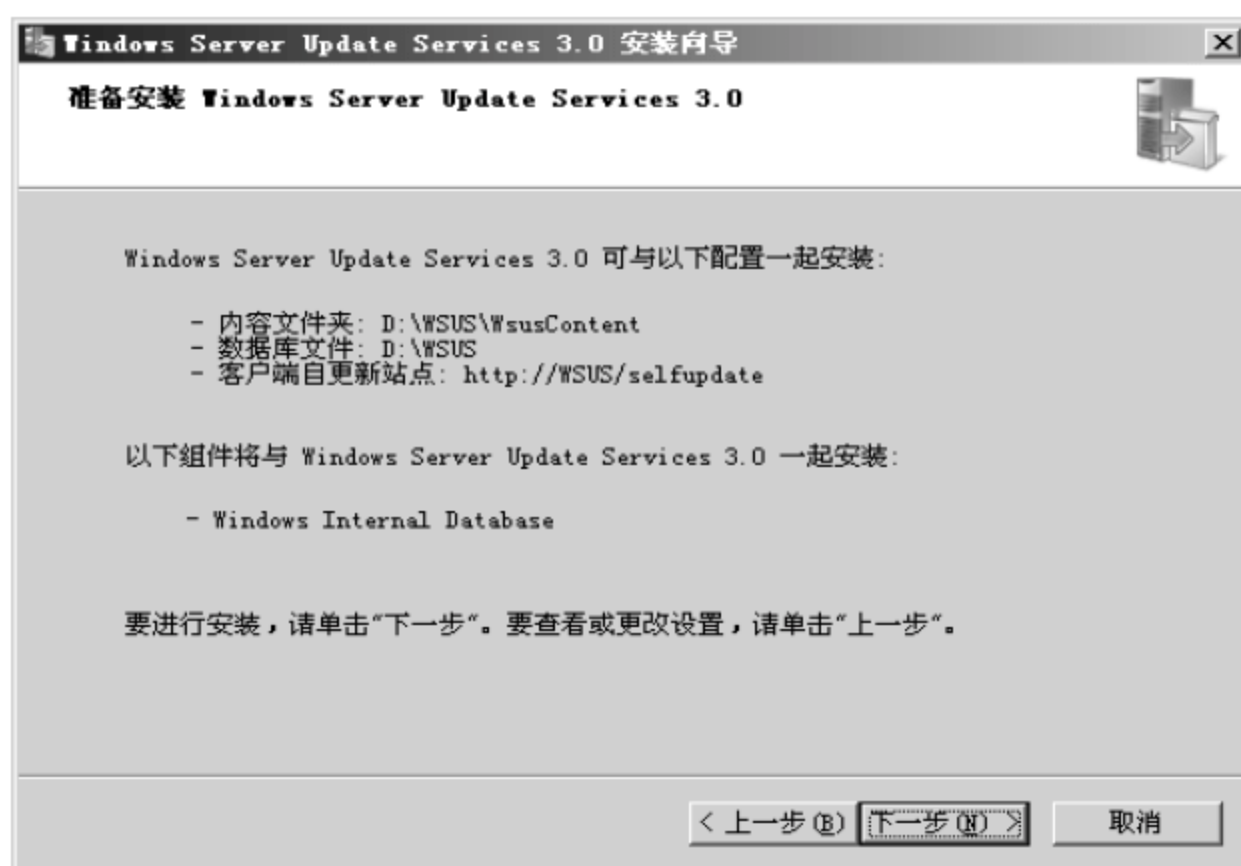 Windows Server Update Services 3.0 安装向导
准备安装 Windows Server Update Services 3.0
Windows Server Update Services 3.0 可与以下配置一起安装:
- 内容文件夹: D:\WSUS\WsusContent
- 数据库文件: D:\WSUS
- 客户端自更新站点: http://WSUS/selfupdate
以下组件将与 Windows Server Update Services 3.0 一起安装:
- Windows Internal Database
要进行安装，请单击“下一步”。要查看或更改设置，请单击“上一步”。
< 上一步(B) 下一步(N) > 取消